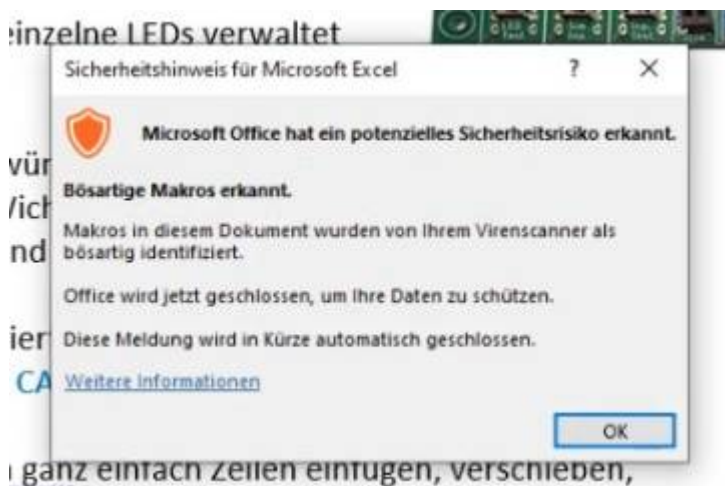 einzelne LEDs verwaltet
Sicherheitshinweis für Microsoft Excel ? X
Microsoft Office hat ein potenzielles Sicherheitsrisiko erkannt.
Bösartige Makros erkannt.
Makros in diesem Dokument wurden von Ihrem Virenscanner als
bösartig identifiziert.
Office wird jetzt geschlossen, um Ihre Daten zu schützen.
Diese Meldung wird in Kürze automatisch geschlossen.
CA
Weitere Informationen
OK
ganz einfach Zeilen einfügen, verschieben,